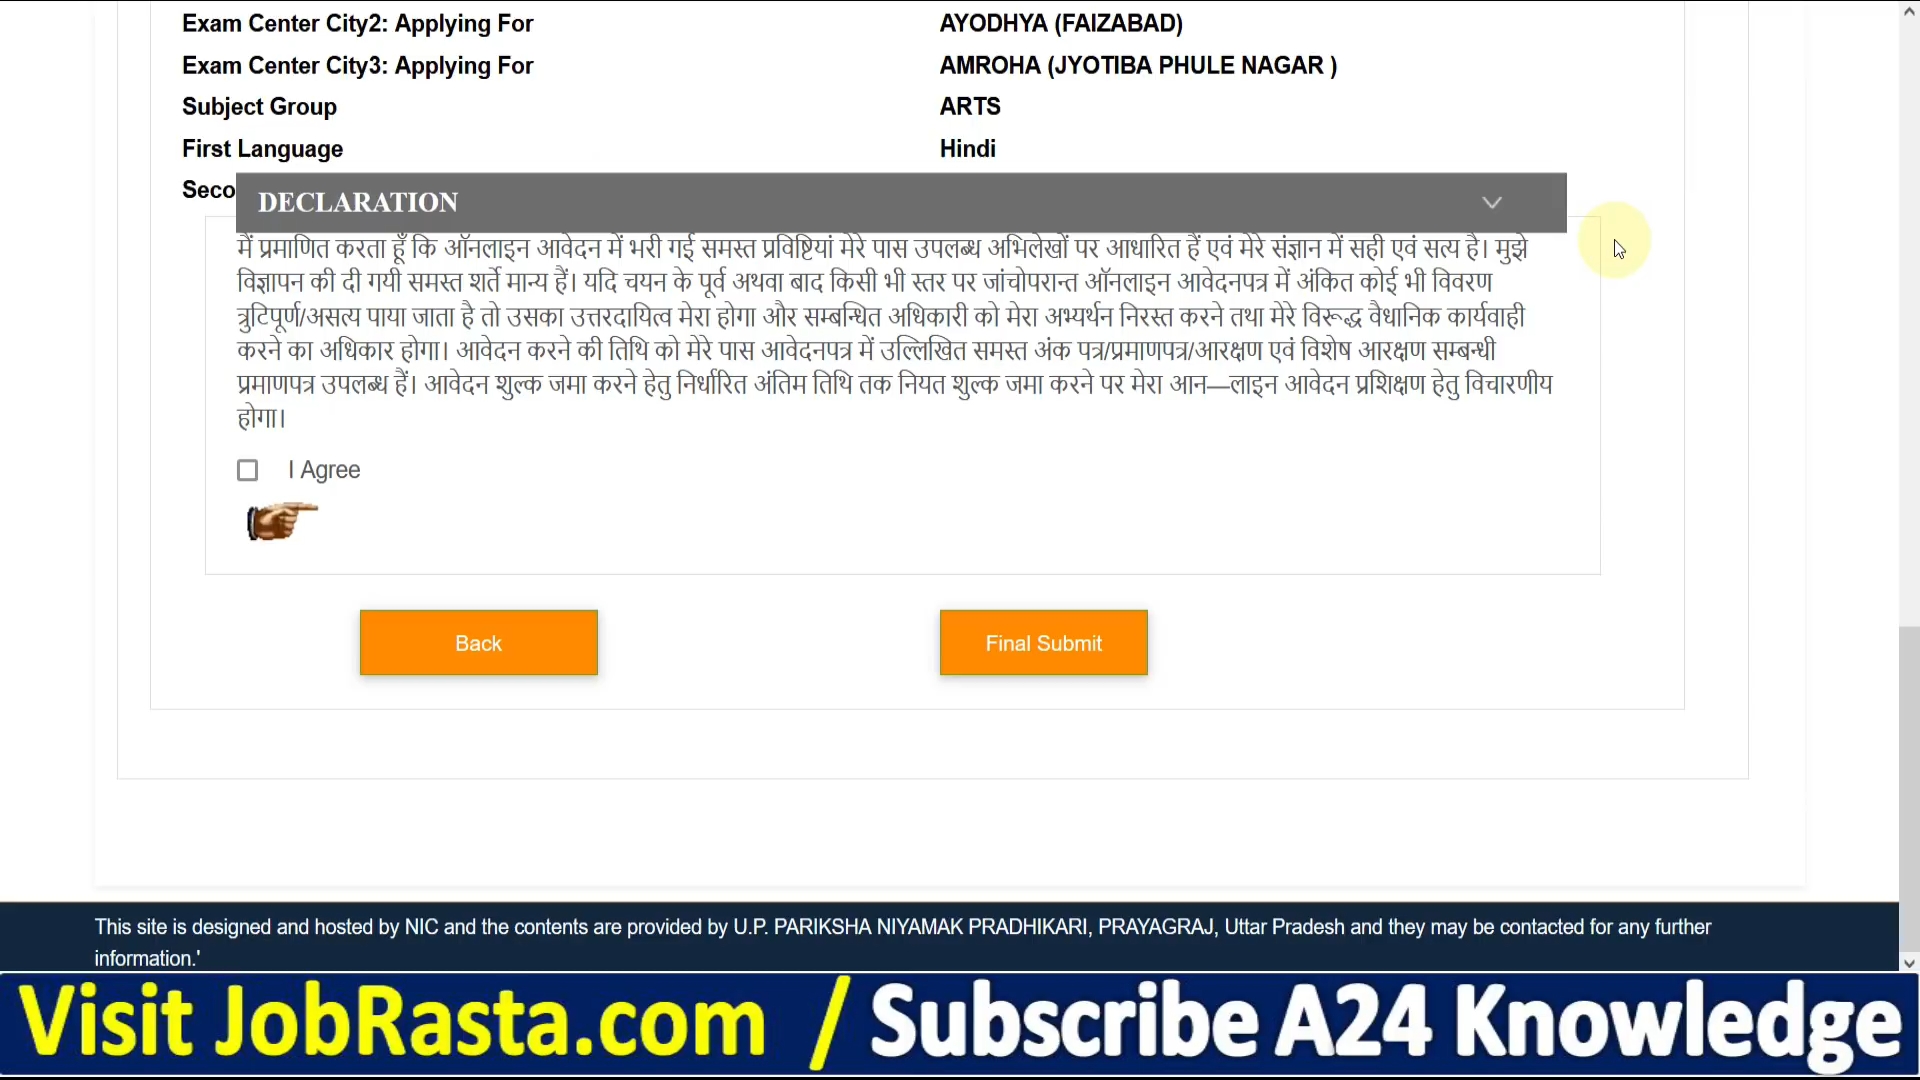 Exam Center City2: Applying For AYODHYA (FAIZABAD)
Exam Center City3: Applying For AMROHA (JYOTIBA PHULE NAGAR )
Subject Group ARTS
First Language Hindi
Seco
DECLARATION
मैं प्रमाणित करता हूँ कि ऑनलाइन आवेदन में भरी गई समस्त प्रविष्टियां मेरे पास उपलब्ध अभिलेखों पर आधारित हैं एवं मेरे संज्ञान में सही एवं सत्य है। मुझे
विज्ञापन की दी गयी समस्त शर्ते मान्य हैं। यदि चयन के पूर्व अथवा बाद किसी भी स्तर पर जांचोपरान्त ऑनलाइन आवेदनपत्र में अंकित कोई भी विवरण
त्रुटिपूर्ण/असत्य पाया जाता है तो उसका उत्तरदायित्व मेरा होगा और सम्बन्धित अधिकारी को मेरा अभ्यर्थन निरस्त करने तथा मेरे विरूद्ध वैधानिक कार्यवाही
करने का अधिकार होगा। आवेदन करने की तिथि को मेरे पास आवेदनपत्र में उल्लिखित समस्त अंक पत्र/प्रमाणपत्र/आरक्षण एवं विशेष आरक्षण सम्बन्धी
प्रमाणपत्र उपलब्ध हैं। आवेदन शुल्क जमा करने हेतु निर्धारित अंतिम तिथि तक नियत शुल्क जमा करने पर मेरा आन—लाइन आवेदन प्रशिक्षण हेतु विचारणीय
होगा।
I Agree
Back Final Submit
This site is designed and hosted by NIC and the contents are provided by U.P. PARIKSHA NIYAMAK PRADHIKARI, PRAYAGRAJ, Uttar Pradesh and they may be contacted for any further
information.'
Visit JobRasta.com / Subscribe A24 Knowledge